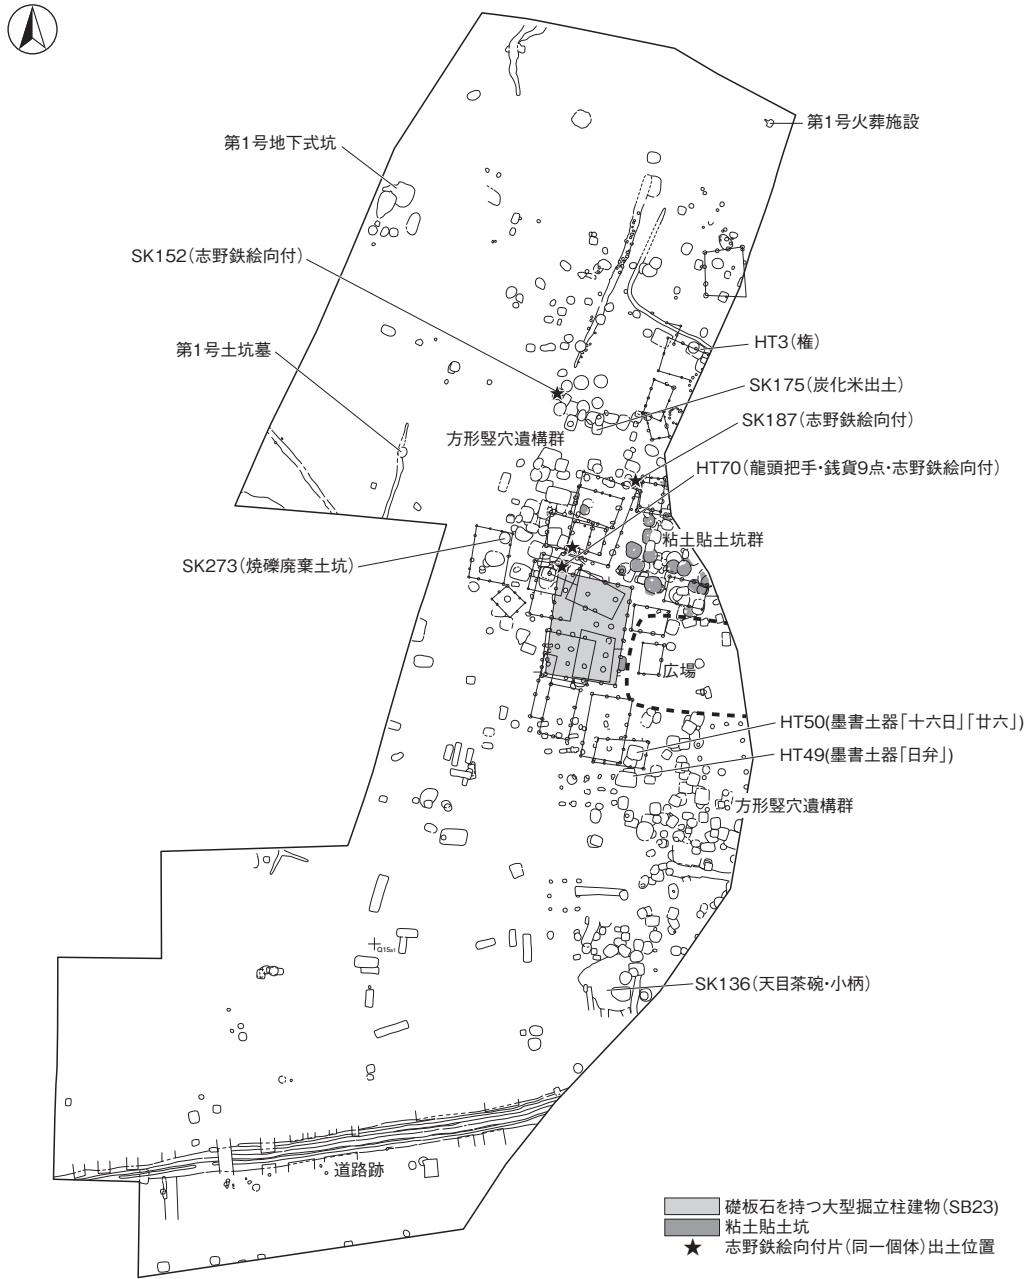 第1号火葬施設
第1号地下式坑
SK152(志野鉄絵向付)
HT3(権)
第1号土坑墓
SK175(炭化米出土)
SK187(志野鉄絵向付)
方形竪穴遺構群
HT70(龍頭把手・銭貨9点・志野鉄絵向付)
粘土貼土坑群
SK273(焼礫廃棄土坑)
広場
HT50(墨書土器「十六日」「廿六」)
HT49(墨書土器「日弁」)
方形竪穴遺構群
SK136(天目茶碗・小柄)
道路跡
礎板石を持つ大型掘立柱建物(SB23)
粘土貼土坑
★ 志野鉄絵向付片(同一個体)出土位置